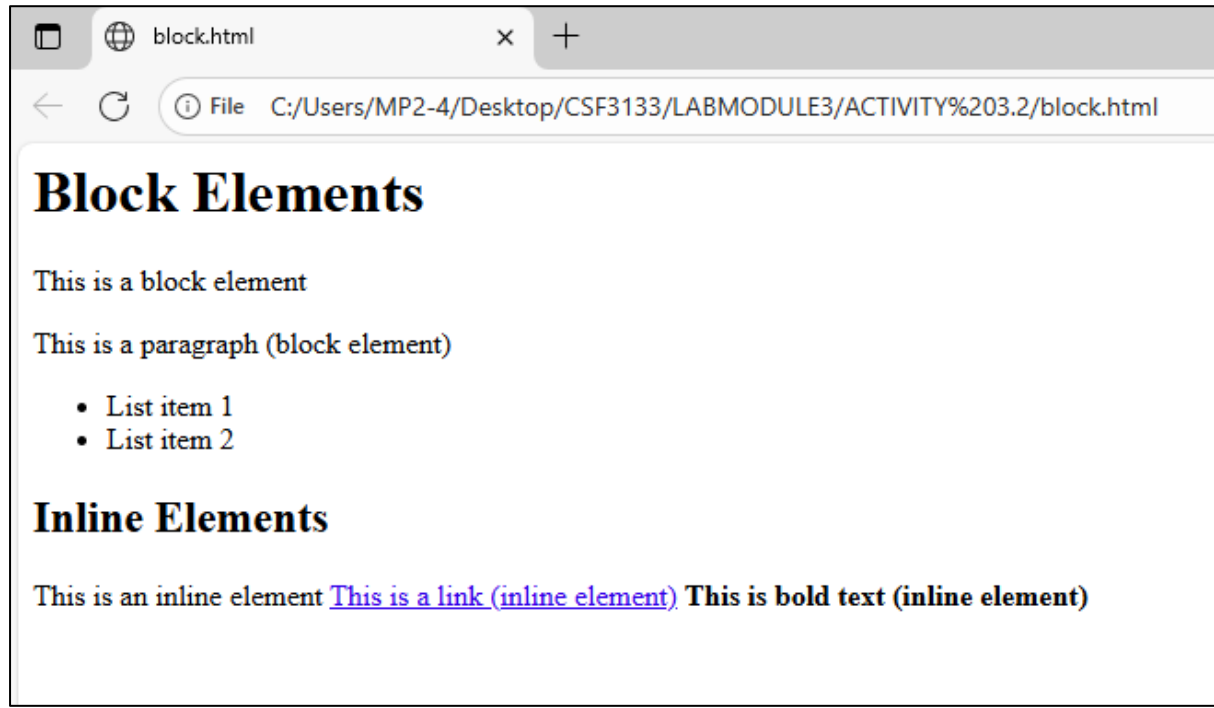 block.html
File C:/Users/MP2-4/Desktop/CSF3133/LABMODULE3/ACTIVITY%203.2/block.html
Block Elements
This is a block element
This is a paragraph (block element)
• List item 1
• List item 2
Inline Elements
This is an inline element This is a link (inline element) This is bold text (inline element)